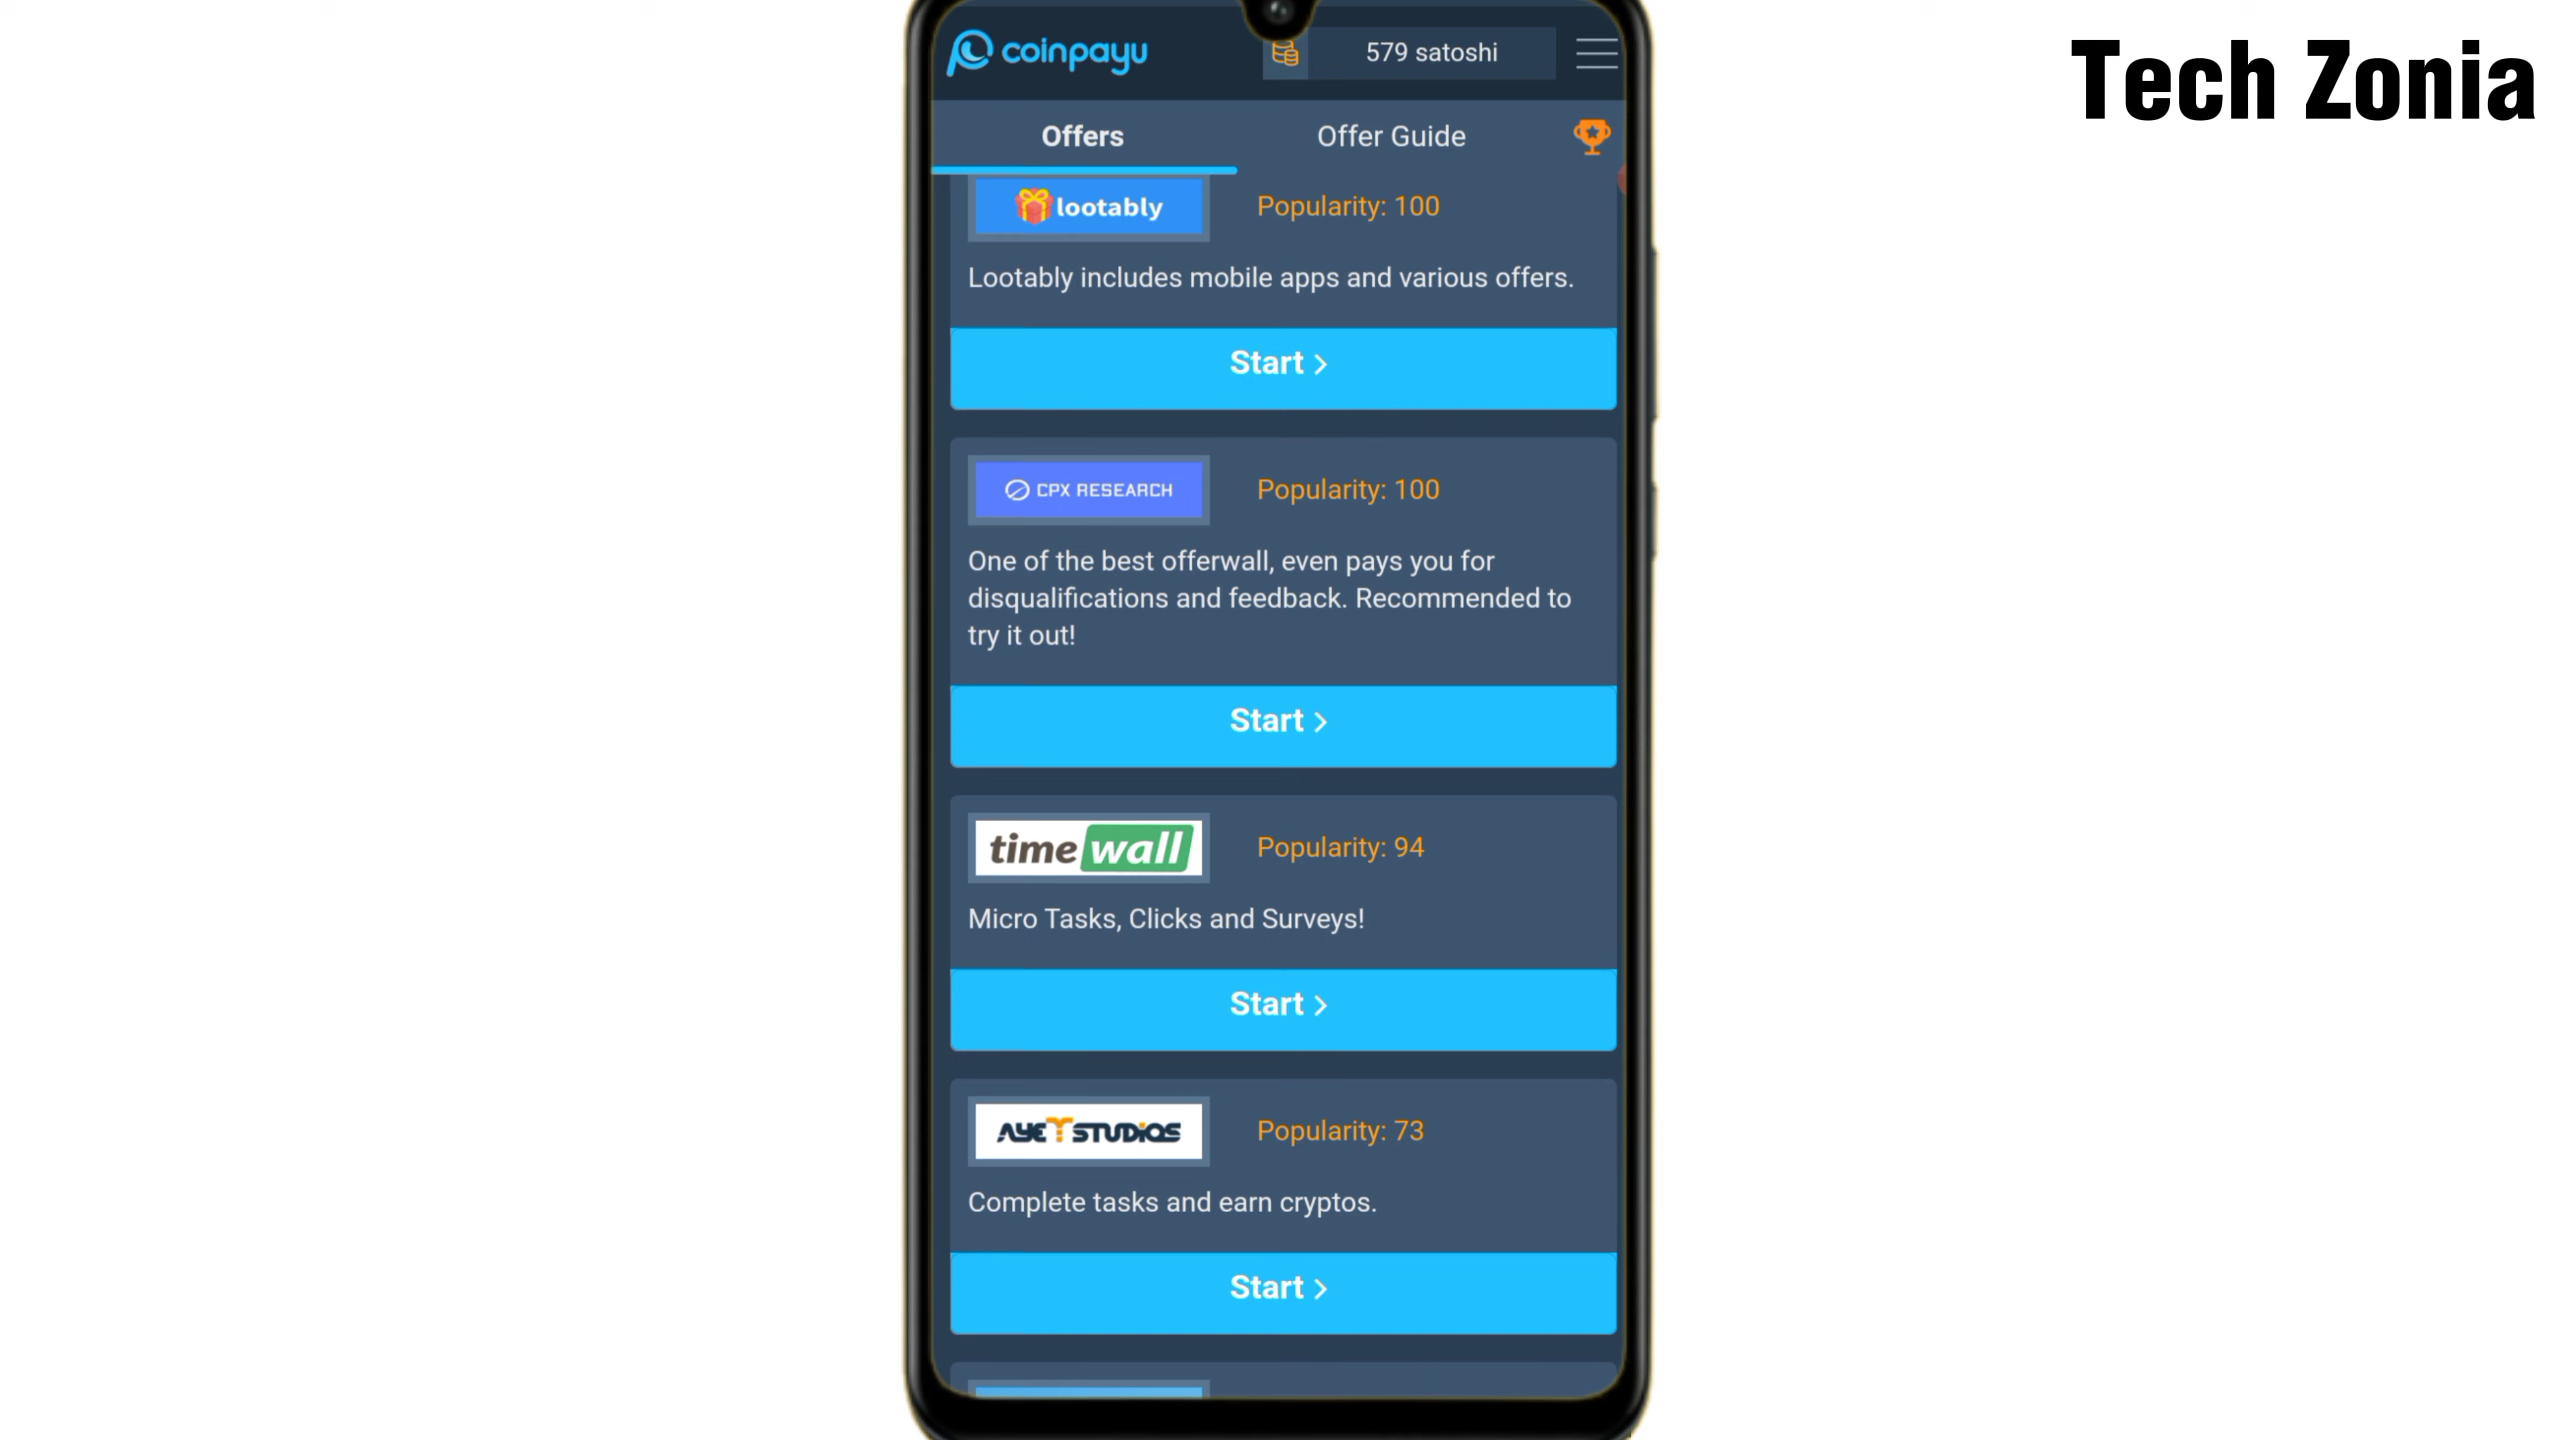 coinpayu
579 satoshi
Tech Zonia
Offers
Offer Guide
lootably
Popularity: 100
Lootably includes mobile apps and various offers.
Start
CPX RESEARCH
Popularity: 100
One of the best offerwall, even pays you for
disqualifications and feedback. Recommended to
try it out!
Start
timewall
Popularity: 94
Micro Tasks, Clicks and Surveys!
Start
AYET STUDIOS
Popularity: 73
Complete tasks and earn cryptos.
Start